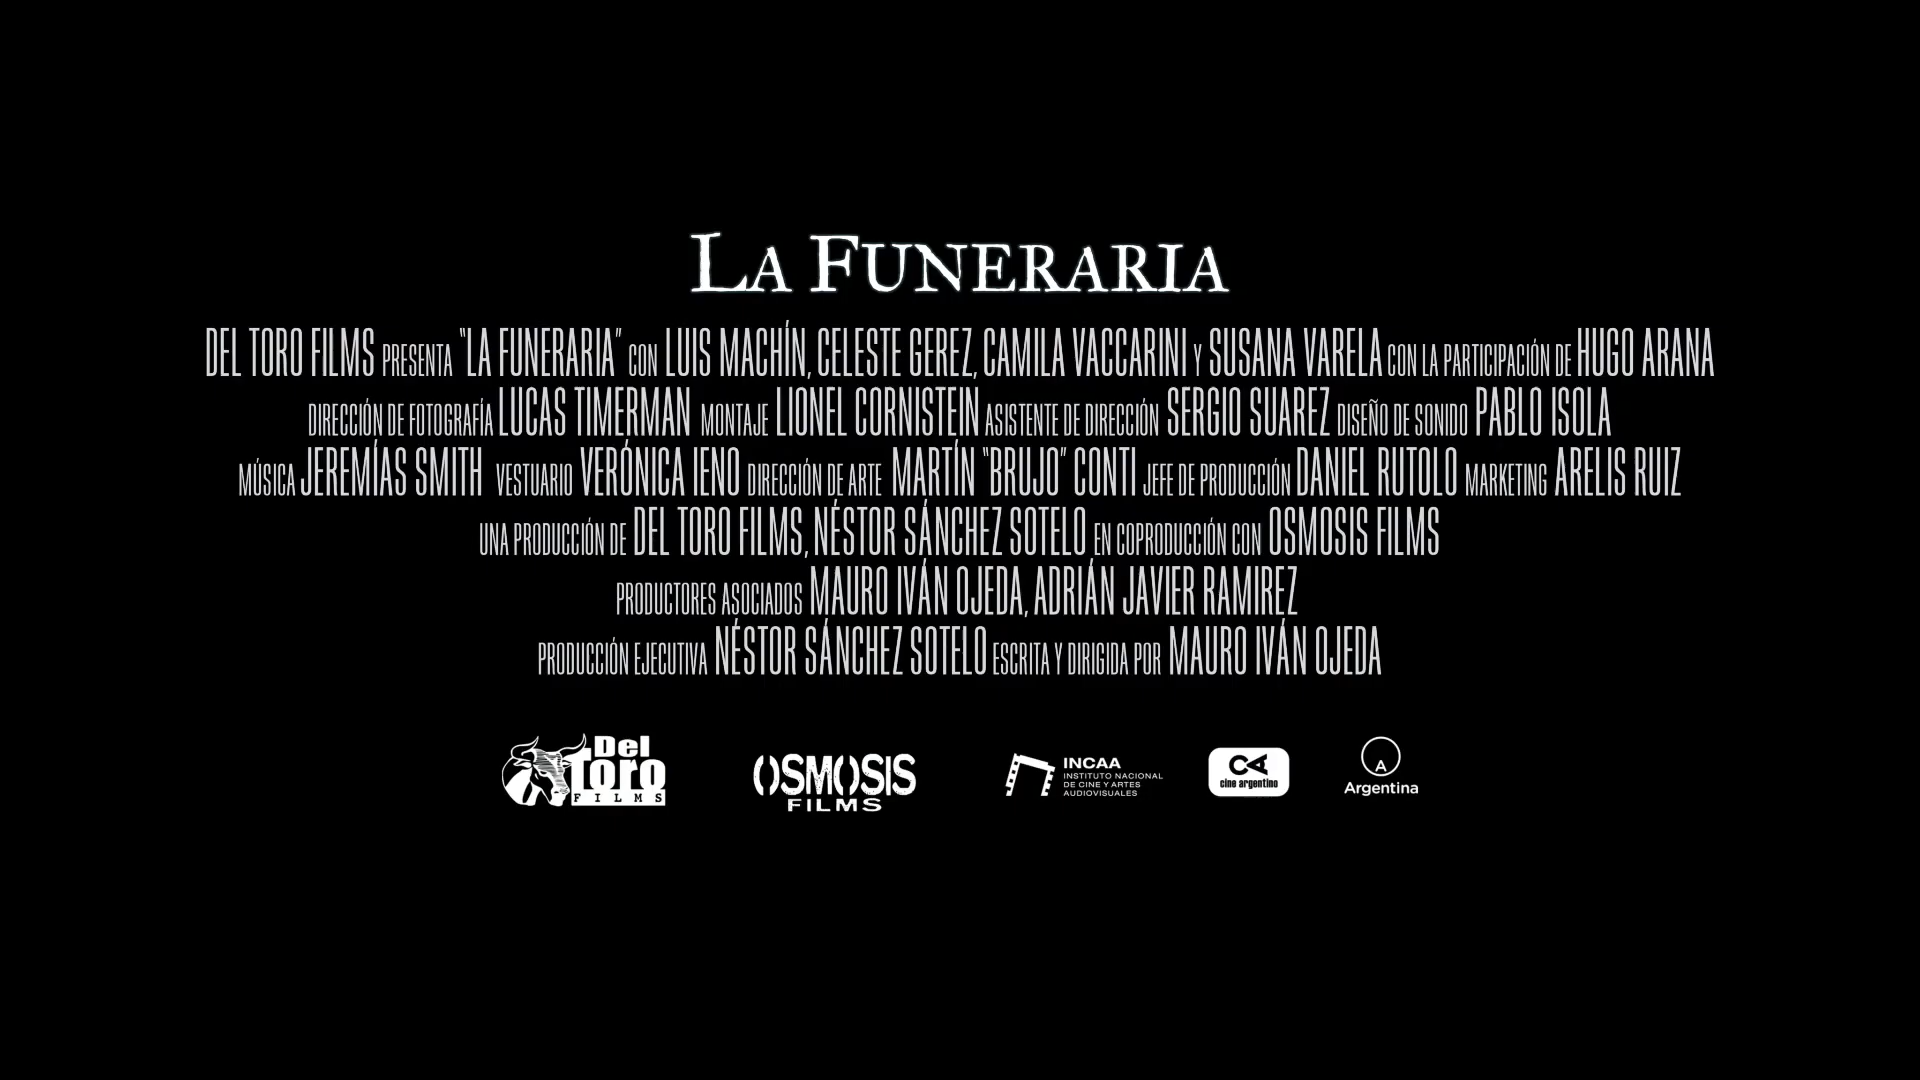 LA FUNERARIA
DEL TORO FILMS PRESENTA "LA FUNERARIA" CON LUIS MACHÍN, CELESTE GEREZ, CAMILA VACCARINI Y SUSANA VARELA CON LA PARTICIPACIÓN DE HUGO ARANA
DIRECCIÓN DE FOTOGRAFÍA LUCAS TIMERMAN MONTAJE LIONEL CORNISTEIN ASISTENTE DE DIRECCIÓN SERGIO SUAREZ DISEÑO DE SONIDO PABLO ISOLA
MÚSICA JEREMÍAS SMITH VESTUARIO VERÓNICA IENO DIRECCIÓN DE ARTE MARTÍN "BRUJO" CONTI JEFE DE PRODUCCIÓN DANIEL RUTOLO MARKETING ARELIS RUIZ
UNA PRODUCCIÓN DE DEL TORO FILMS, NÉSTOR SÁNCHEZ SOTELO EN COPRODUCCIÓN CON OSMOSIS FILMS
PRODUCTORES ASOCIADOS MAURO IVÁN OJEDA, ADRIÁN JAVIER RAMIREZ
PRODUCCIÓN EJECUTIVA NÉSTOR SÁNCHEZ SOTELO ESCRITA Y DIRIGIDA POR MAURO IVÁN OJEDA
Del
toro
FILMS
OSMOSIS
FILMS
INCAA
INSTITUTO NACIONAL
DE CINE Y ARTES
AUDIOVISUALES
CA
cine argentino
A
Argentina